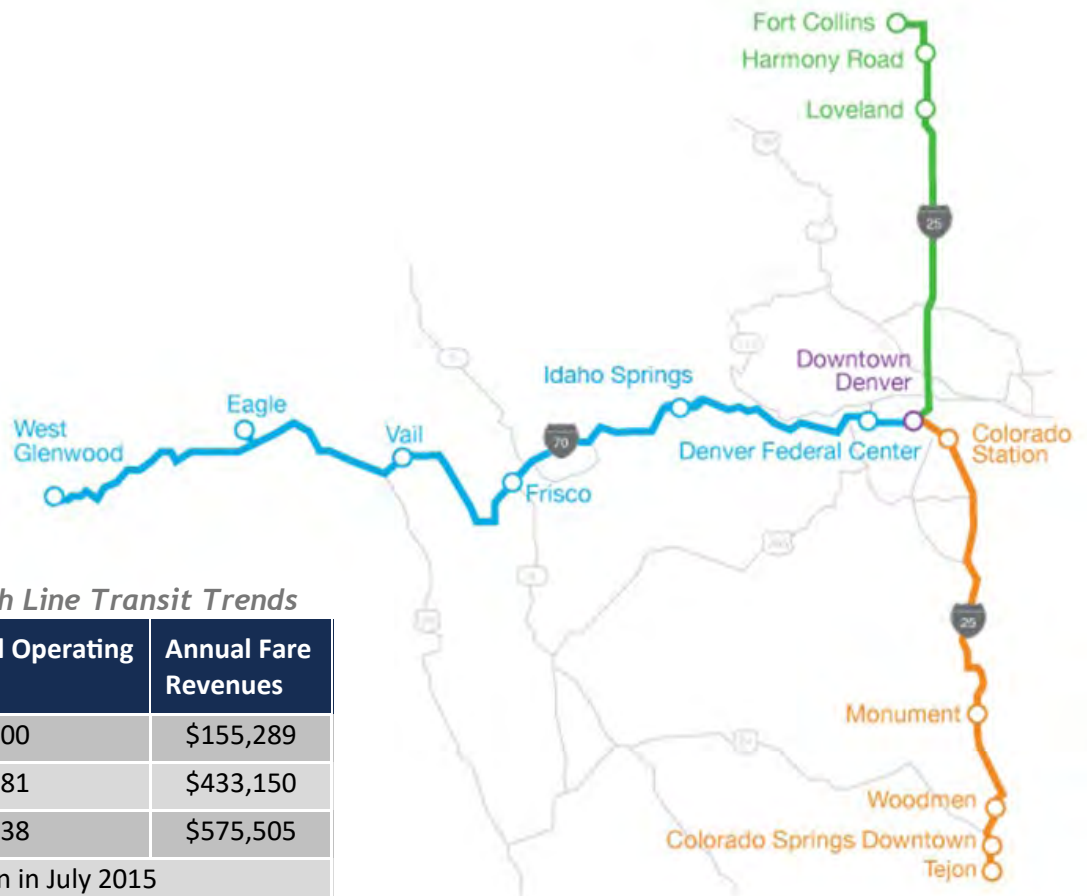 Fort Collins
Harmony Road
Loveland
25
Downtown
Denver
Idaho Springs
Eagle
West
Glenwood
Vail
70
Denver Federal Center
Colorado
Station
Frisco
h Line Transit Trends
l Operating
Annual Fare
Revenues
00
$155,289
81
$433,150
38
$575,505
n in July 2015
25
Monument
Woodmen
Colorado Springs Downtown
Tejon